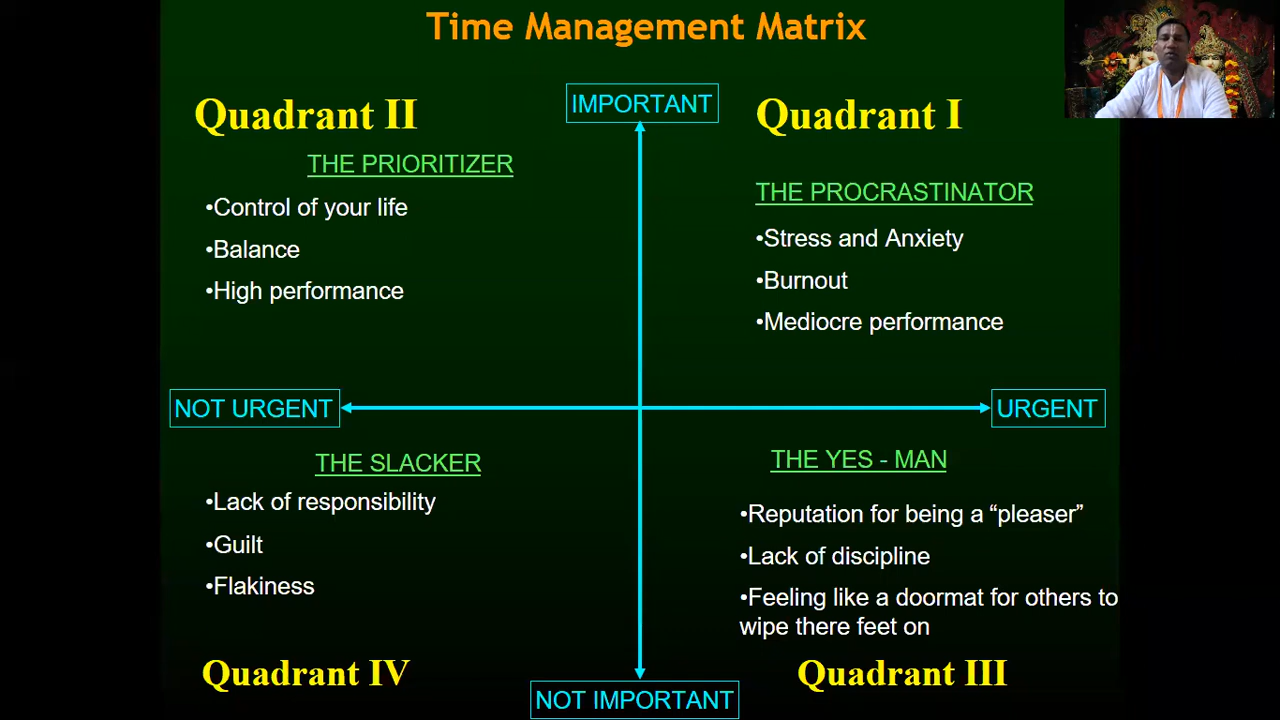 Time Management Matrix
IMPORTANT
Quadrant II
THE PRIORITIZER
•Control of your life
•Balance
•High performance
Quadrant I
THE PROCRASTINATOR
•Stress and Anxiety
•Burnout
•Mediocre performance
NOT URGENT
URGENT
THE SLACKER
•Lack of responsibility
•Guilt
•Flakiness
Quadrant IV
THE YES - MAN
•Reputation for being a “pleaser”
•Lack of discipline
•Feeling like a doormat for others to
wipe there feet on
Quadrant III
NOT IMPORTANT